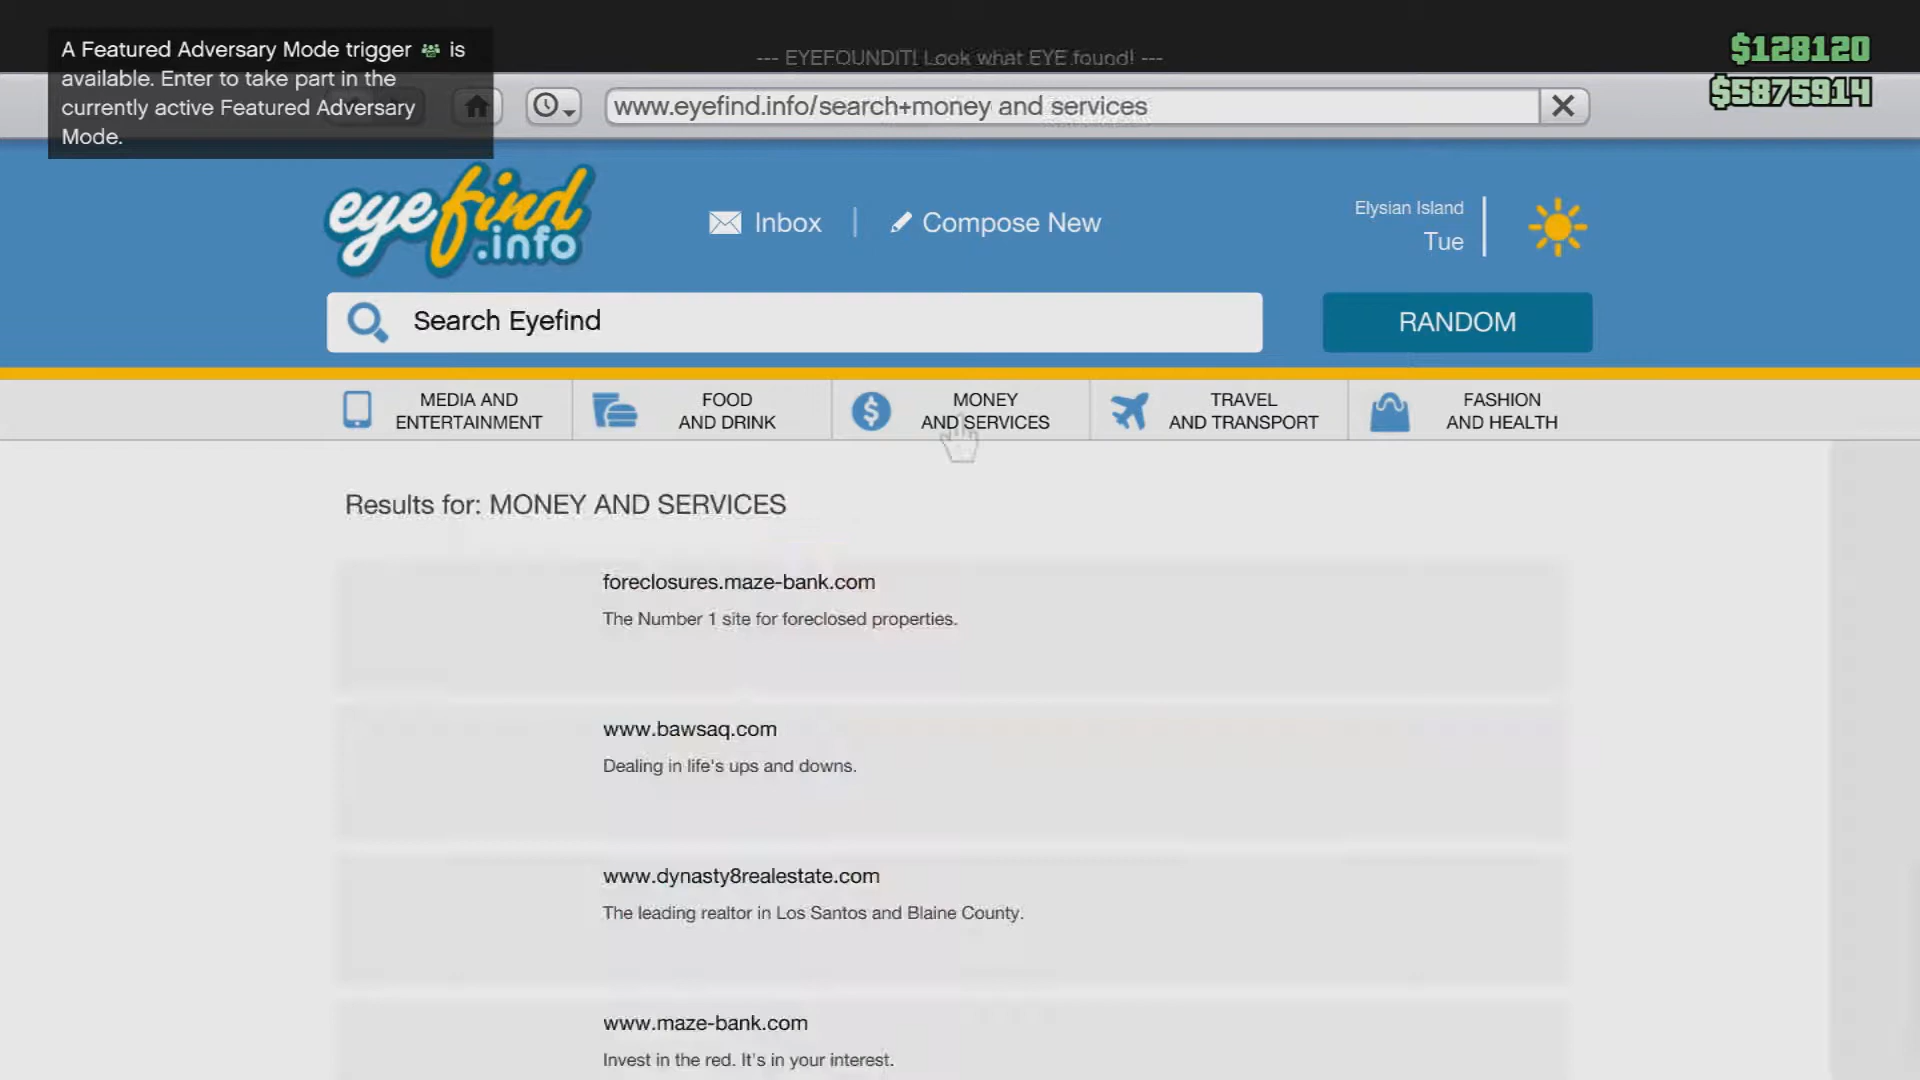 A Featured Adversary Mode trigger is
available. Enter to take part in the
currently active Featured Adversary
Mode.
--- EYEFOUNDIT! Look what EYE found! ---
$128120
$5875914
www.eyefind.info/search+money and services
eyefind
.info
Inbox
Compose New
Elysian Island
Tue
Search Eyefind
RANDOM
MEDIA AND
ENTERTAINMENT
FOOD
AND DRINK
MONEY
AND SERVICES
TRAVEL
AND TRANSPORT
FASHION
AND HEALTH
Results for: MONEY AND SERVICES
foreclosures.maze-bank.com
The Number 1 site for foreclosed properties.
www.bawsaq.com
Dealing in life's ups and downs.
www.dynasty8realestate.com
The leading realtor in Los Santos and Blaine County.
www.maze-bank.com
Invest in the red. It's in your interest.